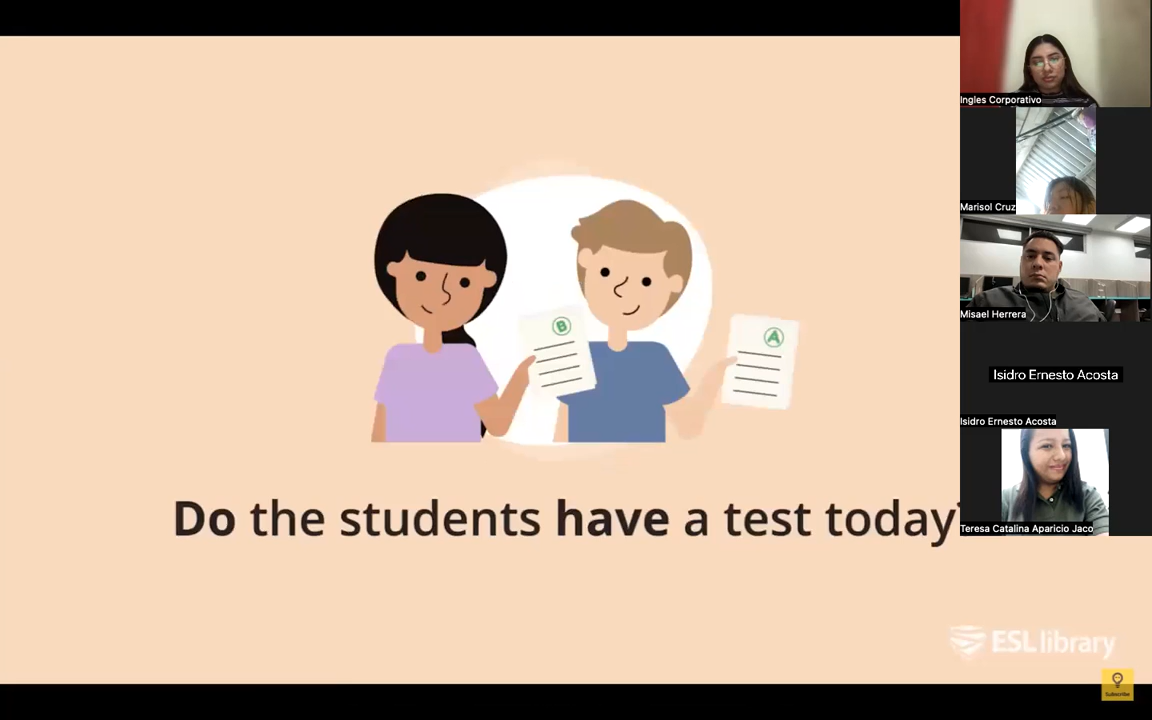 Ingles Corporativo
Marisol Cruz
Misael Herrera
Isidro Ernesto Acosta
Isidro Ernesto Acosta
Teresa Catalina Aparicio Jaco
B
A
Do the students have a test today?
ESL library
Subscribe